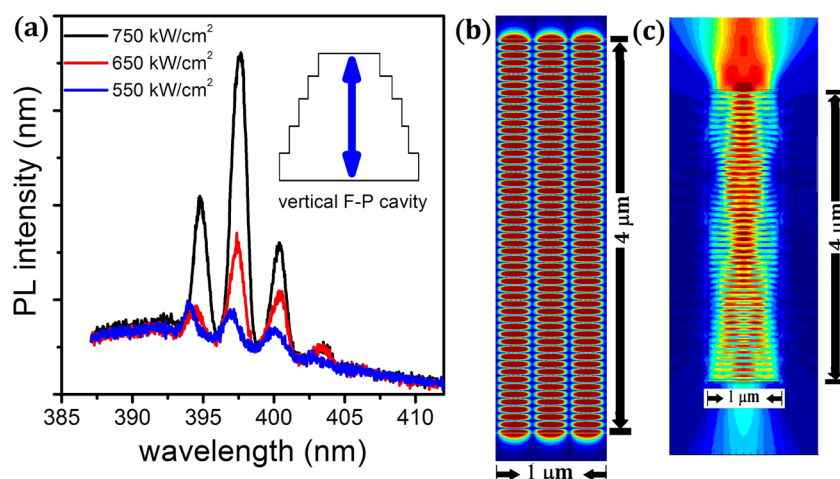 (a)
750 kW/cm²
650 kW/cm²
550 kW/cm²
vertical F-P cavity
PL intensity (nm)
385 390 395 400 405 410
wavelength (nm)
(b)
4 μm
1 μm
(c)
4 μm
1 μm